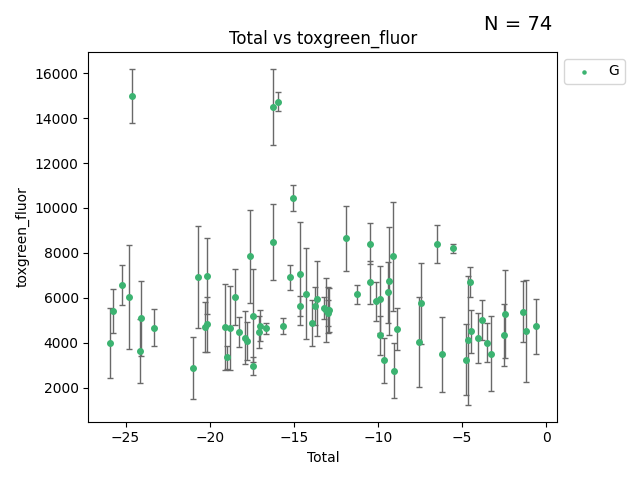 N = 74
Total vs toxgreen_fluor
G
16000
14000
12000
10000
8000
6000
4000
2000
toxgreen_fluor
−25 −20 −15 −10 −5 0
Total